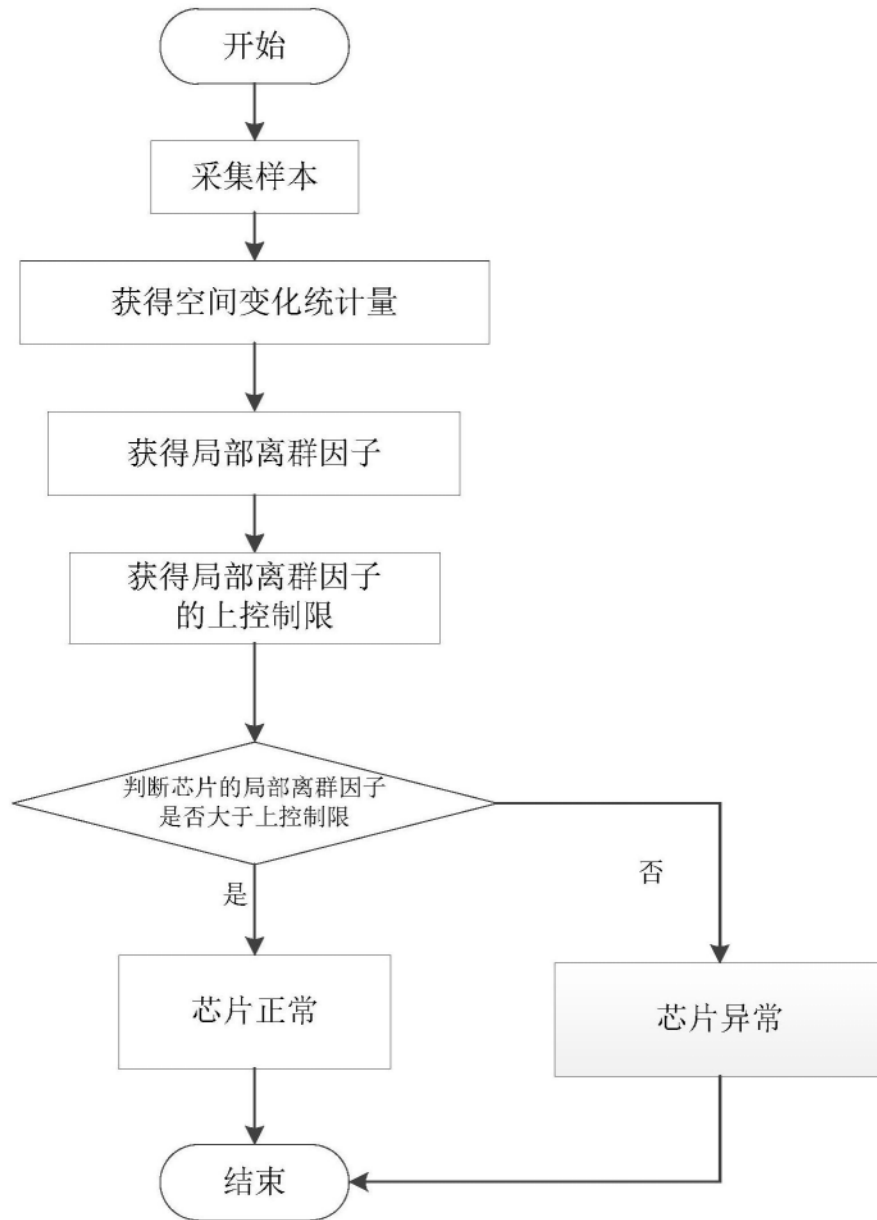 开始
采集样本
获得空间变化统计量
获得局部离群因子
获得局部离群因子
的上控制限
判断芯片的局部离群因子
是否大于上控制限
是
否
芯片正常
芯片异常
结束